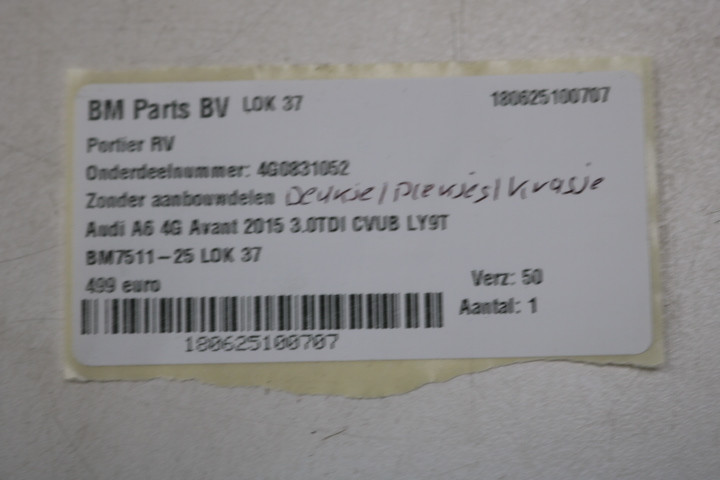 BM Parts BV LOK 37 180625100707
Portier RV
Onderdeelnummer: 4G0831052
Zonder aanbouwdelen Deukje/Plekjes/Krasje
Audi A6 4G Avant 2015 3.0TDI CVUB LY9T
BM7511-25 LOK 37
499 euro Verz: 50
Aantal: 1
180625100707